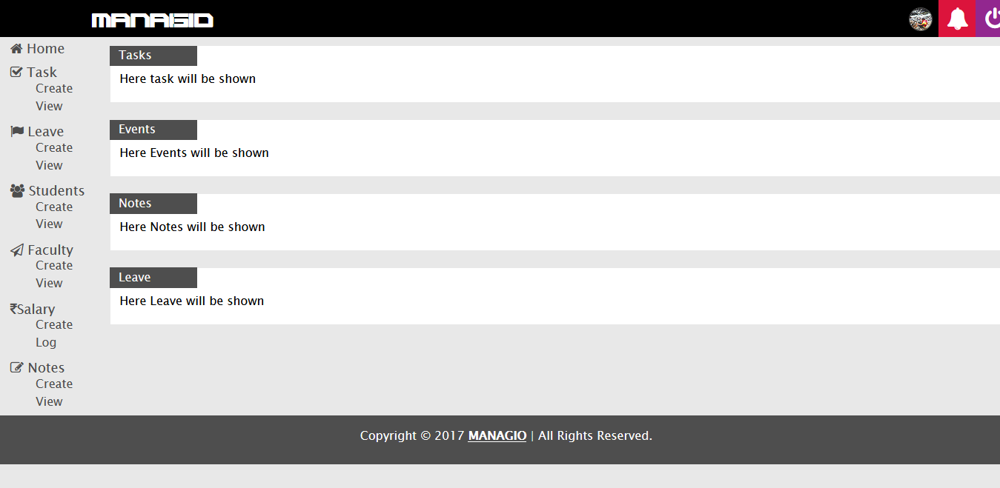 MANAGIO
Home
Task
Create
View
Leave
Create
View
Students
Create
View
Faculty
Create
View
₹Salary
Create
Log
Notes
Create
View
Tasks
Here task will be shown
Events
Here Events will be shown
Notes
Here Notes will be shown
Leave
Here Leave will be shown
Copyright © 2017 MANAGIO | All Rights Reserved.